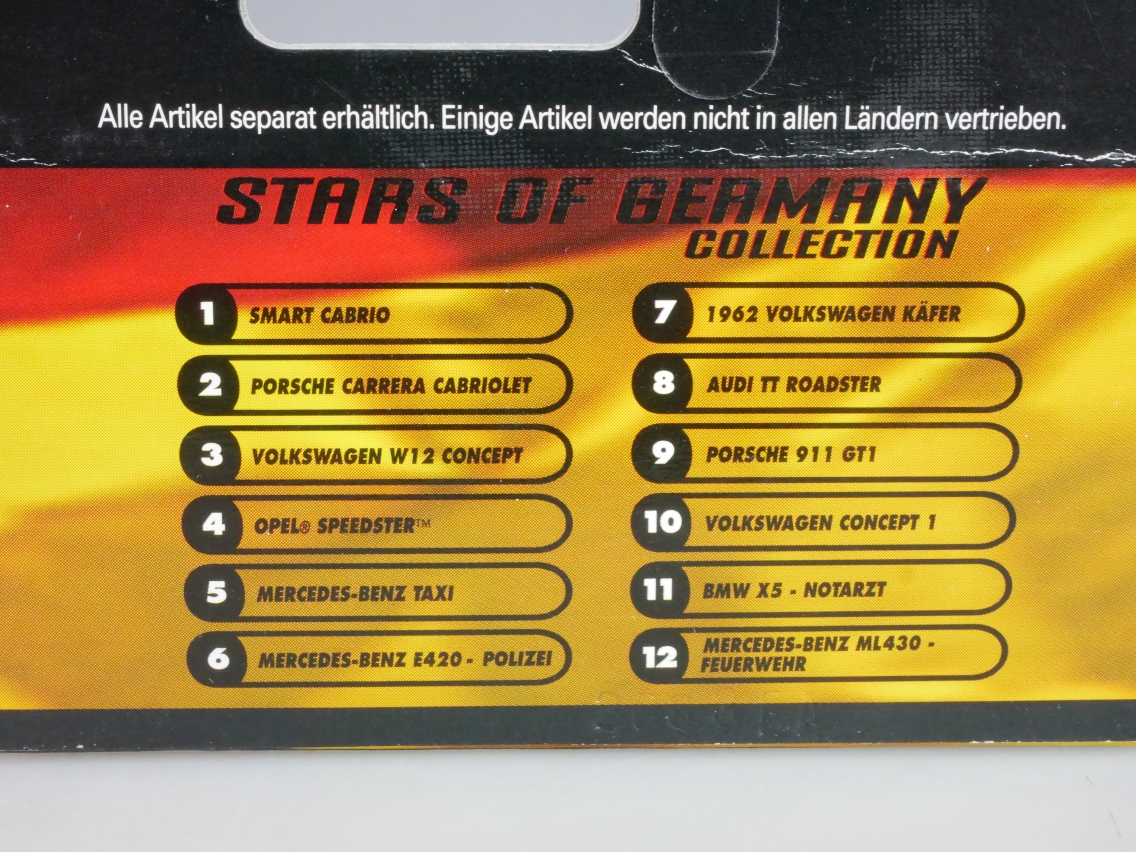 Alle Artikel separat erhältlich. Einige Artikel werden nicht in allen Ländern vertrieben.
STARS OF GERMANY
COLLECTION
1 SMART CABRIO
2 PORSCHE CARRERA CABRIOLET
3 VOLKSWAGEN W12 CONCEPT
4 OPEL® SPEEDSTER™
5 MERCEDES-BENZ TAXI
6 MERCEDES-BENZ E420 - POLIZEI
7 1962 VOLKSWAGEN KÄFER
8 AUDI TT ROADSTER
9 PORSCHE 911 GT1
10 VOLKSWAGEN CONCEPT 1
11 BMW X5 - NOTARZT
12 MERCEDES-BENZ ML430 -
FEUERWEHR